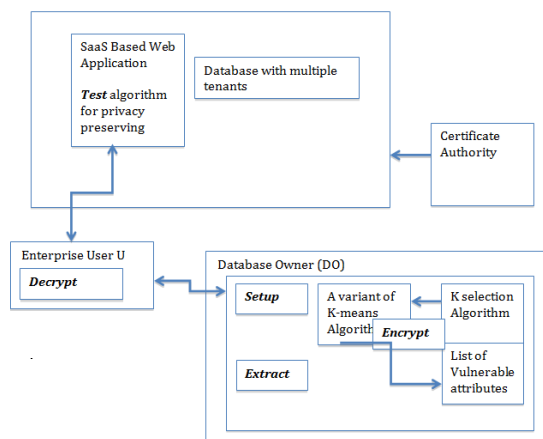 SaaS Based Web
Application
Test algorithm
for privacy
preserving
Database with multiple
tenants
Certificate
Authority
Enterprise User U
Decrypt
Database Owner (DO)
Setup
A variant of
K-means
Algorith
K selection
Algorithm
Encrypt
Extract
List of
Vulnerable
attributes